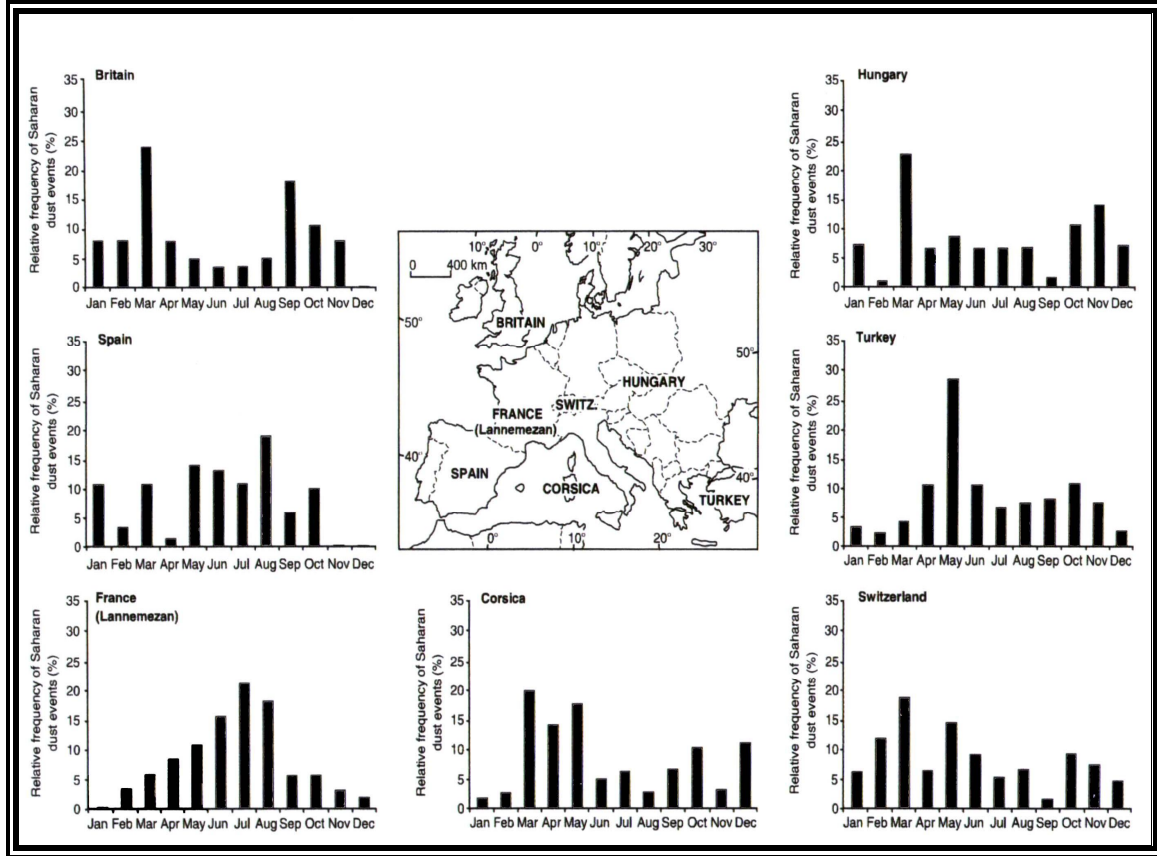 Britain
Relative frequency of Saharan
dust events (%)
35
30
25
20
15
10
5
0
Jan Feb Mar Apr May Jun Jul Aug Sep Oct Nov Dec
Hungary
Relative frequency of Saharan
dust events (%)
35
30
25
20
15
10
5
0
Jan Feb Mar Apr May Jun Jul Aug Sep Oct Nov Dec
10° 0° 10° 20° 30°
0 400 km
50°
BRITAIN
50°
HUNGARY
SWITZ.
FRANCE
(Lannemezan)
40°
SPAIN
CORSICA
40°
TURKEY
0° 10° 20°
Spain
Relative frequency of Saharan
dust events (%)
35
30
25
20
15
10
5
0
Jan Feb Mar Apr May Jun Jul Aug Sep Oct Nov Dec
Turkey
Relative frequency of Saharan
dust events (%)
35
30
25
20
15
10
5
0
Jan Feb Mar Apr May Jun Jul Aug Sep Oct Nov Dec
France
(Lannemezan)
Relative frequency of Saharan
dust events (%)
35
30
25
20
15
10
5
0
Jan Feb Mar Apr May Jun Jul Aug Sep Oct Nov Dec
Corsica
Relative frequency of Saharan
dust events (%)
35
30
25
20
15
10
5
0
Jan Feb Mar Apr May Jun Jul Aug Sep Oct Nov Dec
Switzerland
Relative frequency of Saharan
dust events (%)
35
30
25
20
15
10
5
0
Jan Feb Mar Apr May Jun Jul Aug Sep Oct Nov Dec